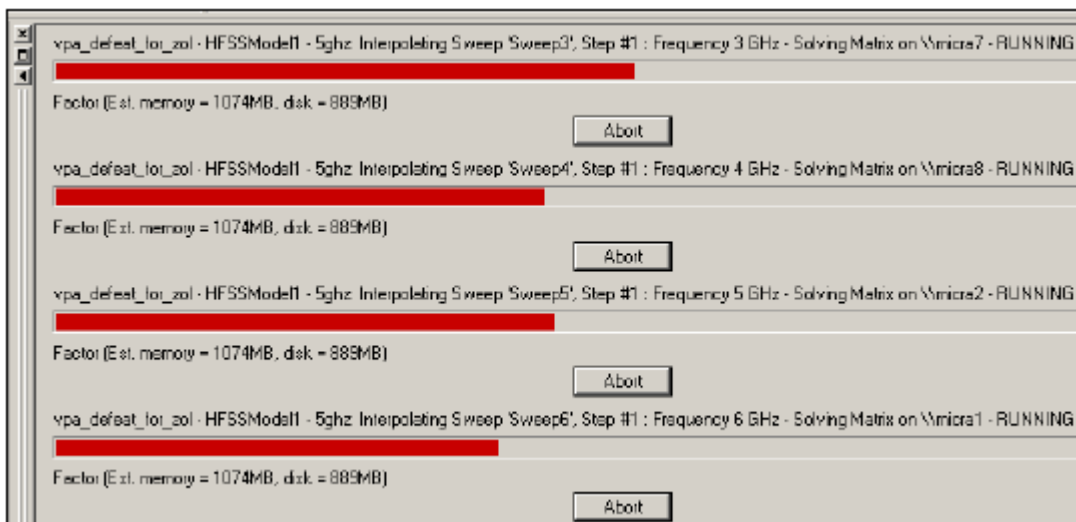 vpa_defeat_for_zol - HFSSModel1 - 5ghz: Interpolating Sweep 'Sweep3', Step #1 : Frequency 3 GHz - Solving Matrix on \\micra7 - RUNNING
Factor (Est. memory = 1074MB, disk = 889MB)
Abort
vpa_defeat_for_zol - HFSSModel1 - 5ghz: Interpolating Sweep 'Sweep4', Step #1 : Frequency 4 GHz - Solving Matrix on \\micra8 - RUNNING
Factor (Est. memory = 1074MB, disk = 889MB)
Abort
vpa_defeat_for_zol - HFSSModel1 - 5ghz: Interpolating Sweep 'Sweep5', Step #1 : Frequency 5 GHz - Solving Matrix on \\micra2 - RUNNING
Factor (Est. memory = 1074MB, disk = 889MB)
Abort
vpa_defeat_for_zol - HFSSModel1 - 5ghz: Interpolating Sweep 'Sweep6', Step #1 : Frequency 6 GHz - Solving Matrix on \\micra1 - RUNNING
Factor (Est. memory = 1074MB, disk = 889MB)
Abort